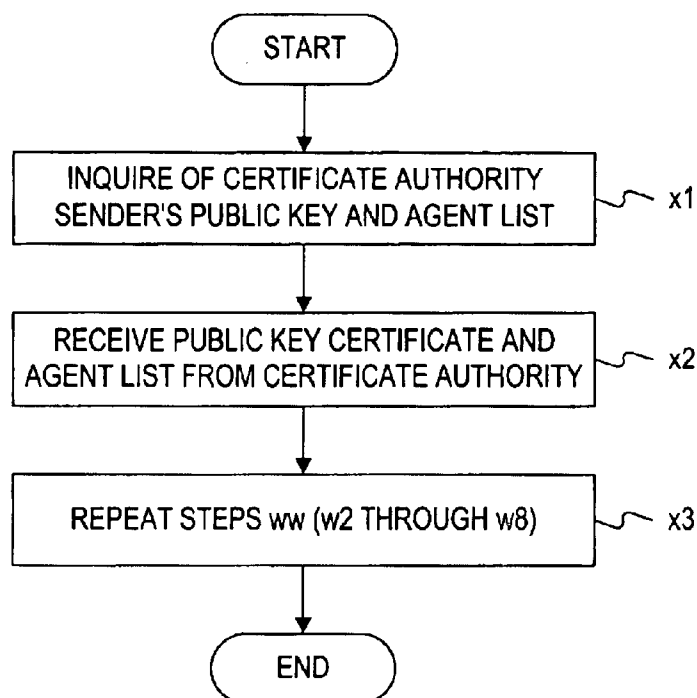 START
INQUIRE OF CERTIFICATE AUTHORITY
SENDER'S PUBLIC KEY AND AGENT LIST
x1
RECEIVE PUBLIC KEY CERTIFICATE AND
AGENT LIST FROM CERTIFICATE AUTHORITY
x2
REPEAT STEPS ww (w2 THROUGH w8)
x3
END